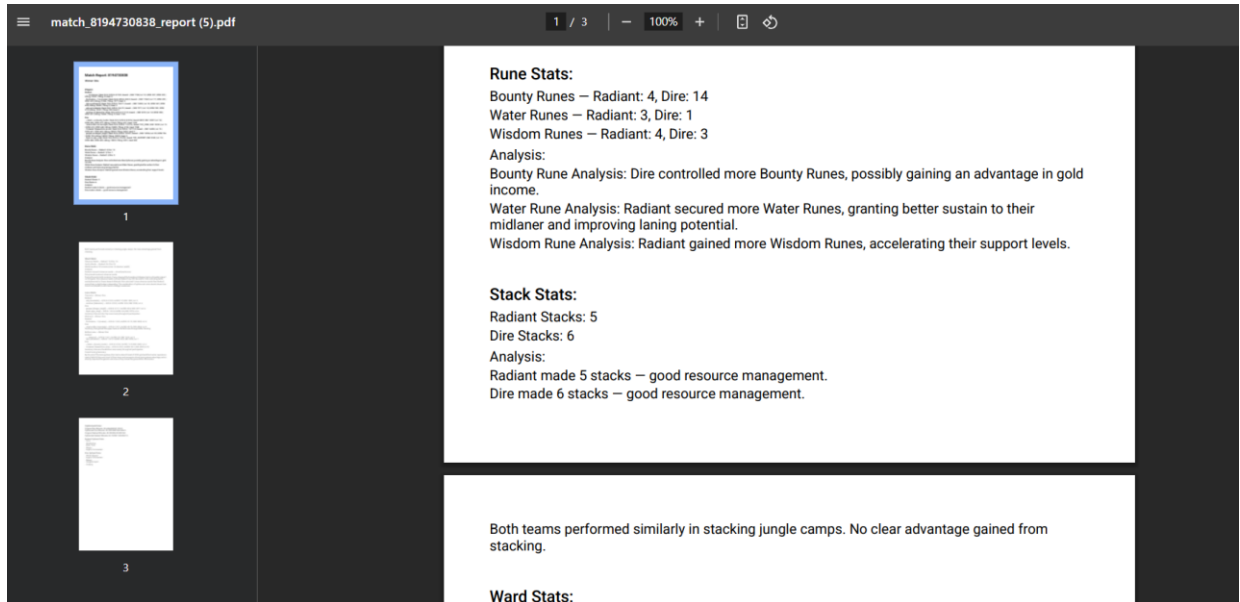 match_8194730838_report (5).pdf
1 / 3
100%
1
2
3
Rune Stats:
Bounty Runes — Radiant: 4, Dire: 14
Water Runes — Radiant: 3, Dire: 1
Wisdom Runes — Radiant: 4, Dire: 3
Analysis:
Bounty Rune Analysis: Dire controlled more Bounty Runes, possibly gaining an advantage in gold
income.
Water Rune Analysis: Radiant secured more Water Runes, granting better sustain to their
midlaner and improving laning potential.
Wisdom Rune Analysis: Radiant gained more Wisdom Runes, accelerating their support levels.
Stack Stats:
Radiant Stacks: 5
Dire Stacks: 6
Analysis:
Radiant made 5 stacks — good resource management.
Dire made 6 stacks — good resource management.
Both teams performed similarly in stacking jungle camps. No clear advantage gained from
stacking.
Ward Stats: